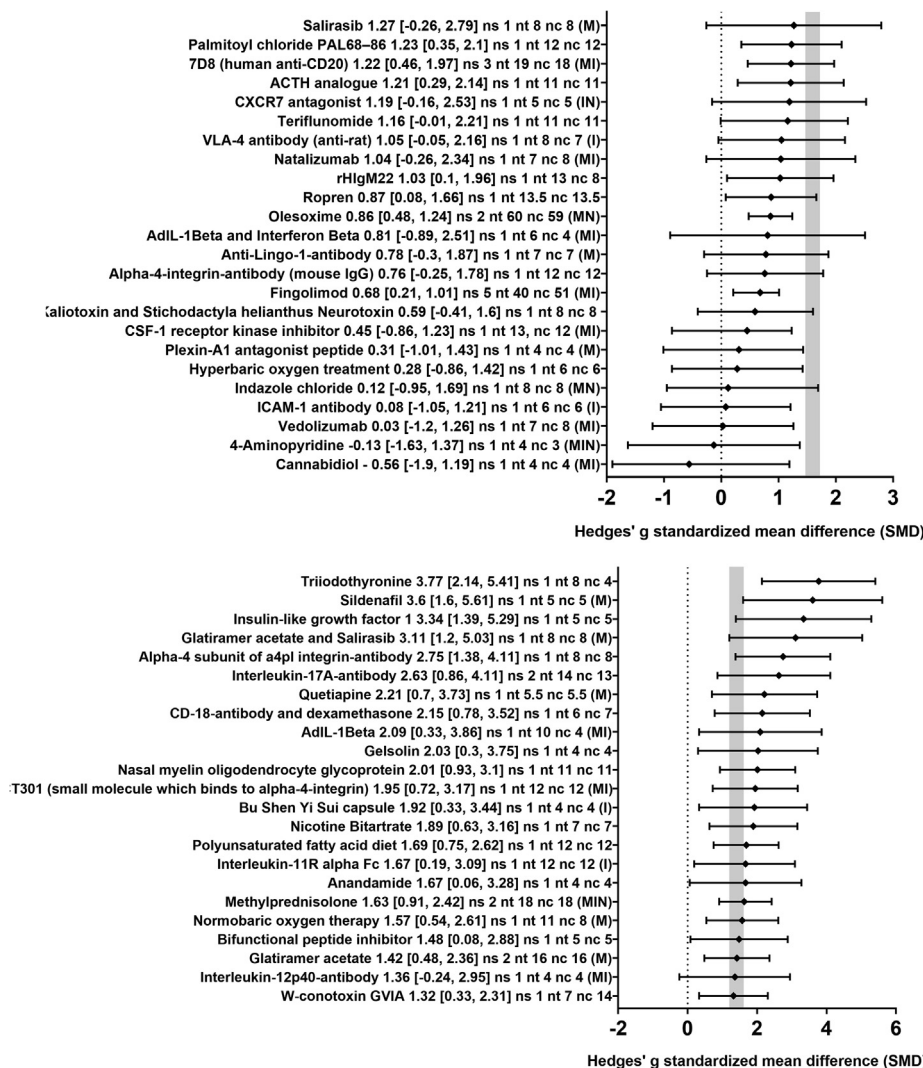 Salirasib 1.27 [-0.26, 2.79] ns 1 nt 8 nc 8 (M)
Palmitoyl chloride PAL68–86 1.23 [0.35, 2.1] ns 1 nt 12 nc 12
7D8 (human anti-CD20) 1.22 [0.46, 1.97] ns 3 nt 19 nc 18 (MI)
ACTH analogue 1.21 [0.29, 2.14] ns 1 nt 11 nc 11
CXCR7 antagonist 1.19 [-0.16, 2.53] ns 1 nt 5 nc 5 (IN)
Teriflunomide 1.16 [-0.01, 2.21] ns 1 nt 11 nc 11
VLA-4 antibody (anti-rat) 1.05 [-0.05, 2.16] ns 1 nt 8 nc 7 (I)
Natalizumab 1.04 [-0.26, 2.34] ns 1 nt 7 nc 8 (MI)
rHIgM22 1.03 [0.1, 1.96] ns 1 nt 13 nc 8
Ropren 0.87 [0.08, 1.66] ns 1 nt 13.5 nc 13.5
Olesoxime 0.86 [0.48, 1.24] ns 2 nt 60 nc 59 (MN)
AdIL-1Beta and Interferon Beta 0.81 [-0.89, 2.51] ns 1 nt 6 nc 4 (MI)
Anti-Lingo-1-antibody 0.78 [-0.3, 1.87] ns 1 nt 7 nc 7 (M)
Alpha-4-integrin-antibody (mouse IgG) 0.76 [-0.25, 1.78] ns 1 nt 12 nc 12
Fingolimod 0.68 [0.21, 1.01] ns 5 nt 40 nc 51 (MI)
Kaliotoxin and Stichodactyla helianthus Neurotoxin 0.59 [-0.41, 1.6] ns 1 nt 8 nc 8
CSF-1 receptor kinase inhibitor 0.45 [-0.86, 1.23] ns 1 nt 13, nc 12 (MI)
Plexin-A1 antagonist peptide 0.31 [-1.01, 1.43] ns 1 nt 4 nc 4 (M)
Hyperbaric oxygen treatment 0.28 [-0.86, 1.42] ns 1 nt 6 nc 6
Indazole chloride 0.12 [-0.95, 1.69] ns 1 nt 8 nc 8 (MN)
ICAM-1 antibody 0.08 [-1.05, 1.21] ns 1 nt 6 nc 6 (I)
Vedolizumab 0.03 [-1.2, 1.26] ns 1 nt 7 nc 8 (MI)
4-Aminopyridine -0.13 [-1.63, 1.37] ns 1 nt 4 nc 3 (MIN)
Cannabidiol - 0.56 [-1.9, 1.19] ns 1 nt 4 nc 4 (MI)
-2 -1 0 1 2 3
Hedges' g standardized mean difference (SMD)
Triiodothyronine 3.77 [2.14, 5.41] ns 1 nt 8 nc 4
Sildenafil 3.6 [1.6, 5.61] ns 1 nt 5 nc 5 (M)
Insulin-like growth factor 1 3.34 [1.39, 5.29] ns 1 nt 5 nc 5
Glatiramer acetate and Salirasib 3.11 [1.2, 5.03] ns 1 nt 8 nc 8 (M)
Alpha-4 subunit of a4pI integrin-antibody 2.75 [1.38, 4.11] ns 1 nt 8 nc 8
Interleukin-17A-antibody 2.63 [0.86, 4.11] ns 2 nt 14 nc 13
Quetiapine 2.21 [0.7, 3.73] ns 1 nt 5.5 nc 5.5 (M)
CD-18-antibody and dexamethasone 2.15 [0.78, 3.52] ns 1 nt 6 nc 7
AdIL-1Beta 2.09 [0.33, 3.86] ns 1 nt 10 nc 4 (MI)
Gelsolin 2.03 [0.3, 3.75] ns 1 nt 4 nc 4
Nasal myelin oligodendrocyte glycoprotein 2.01 [0.93, 3.1] ns 1 nt 11 nc 11
T301 (small molecule which binds to alpha-4-integrin) 1.95 [0.72, 3.17] ns 1 nt 12 nc 12 (MI)
Bu Shen Yi Sui capsule 1.92 [0.33, 3.44] ns 1 nt 4 nc 4 (I)
Nicotine Bitartrate 1.89 [0.63, 3.16] ns 1 nt 7 nc 7
Polyunsaturated fatty acid diet 1.69 [0.75, 2.62] ns 1 nt 12 nc 12
Interleukin-11R alpha Fc 1.67 [0.19, 3.09] ns 1 nt 12 nc 12 (I)
Anandamide 1.67 [0.06, 3.28] ns 1 nt 4 nc 4
Methylprednisolone 1.63 [0.91, 2.42] ns 2 nt 18 nc 18 (MIN)
Normobaric oxygen therapy 1.57 [0.54, 2.61] ns 1 nt 11 nc 8 (M)
Bifunctional peptide inhibitor 1.48 [0.08, 2.88] ns 1 nt 5 nc 5
Glatiramer acetate 1.42 [0.48, 2.36] ns 2 nt 16 nc 16 (M)
Interleukin-12p40-antibody 1.36 [-0.24, 2.95] ns 1 nt 4 nc 4 (MI)
W-conotoxin GVIA 1.32 [0.33, 2.31] ns 1 nt 7 nc 14
-2 0 2 4 6
Hedges' g standardized mean difference (SMD